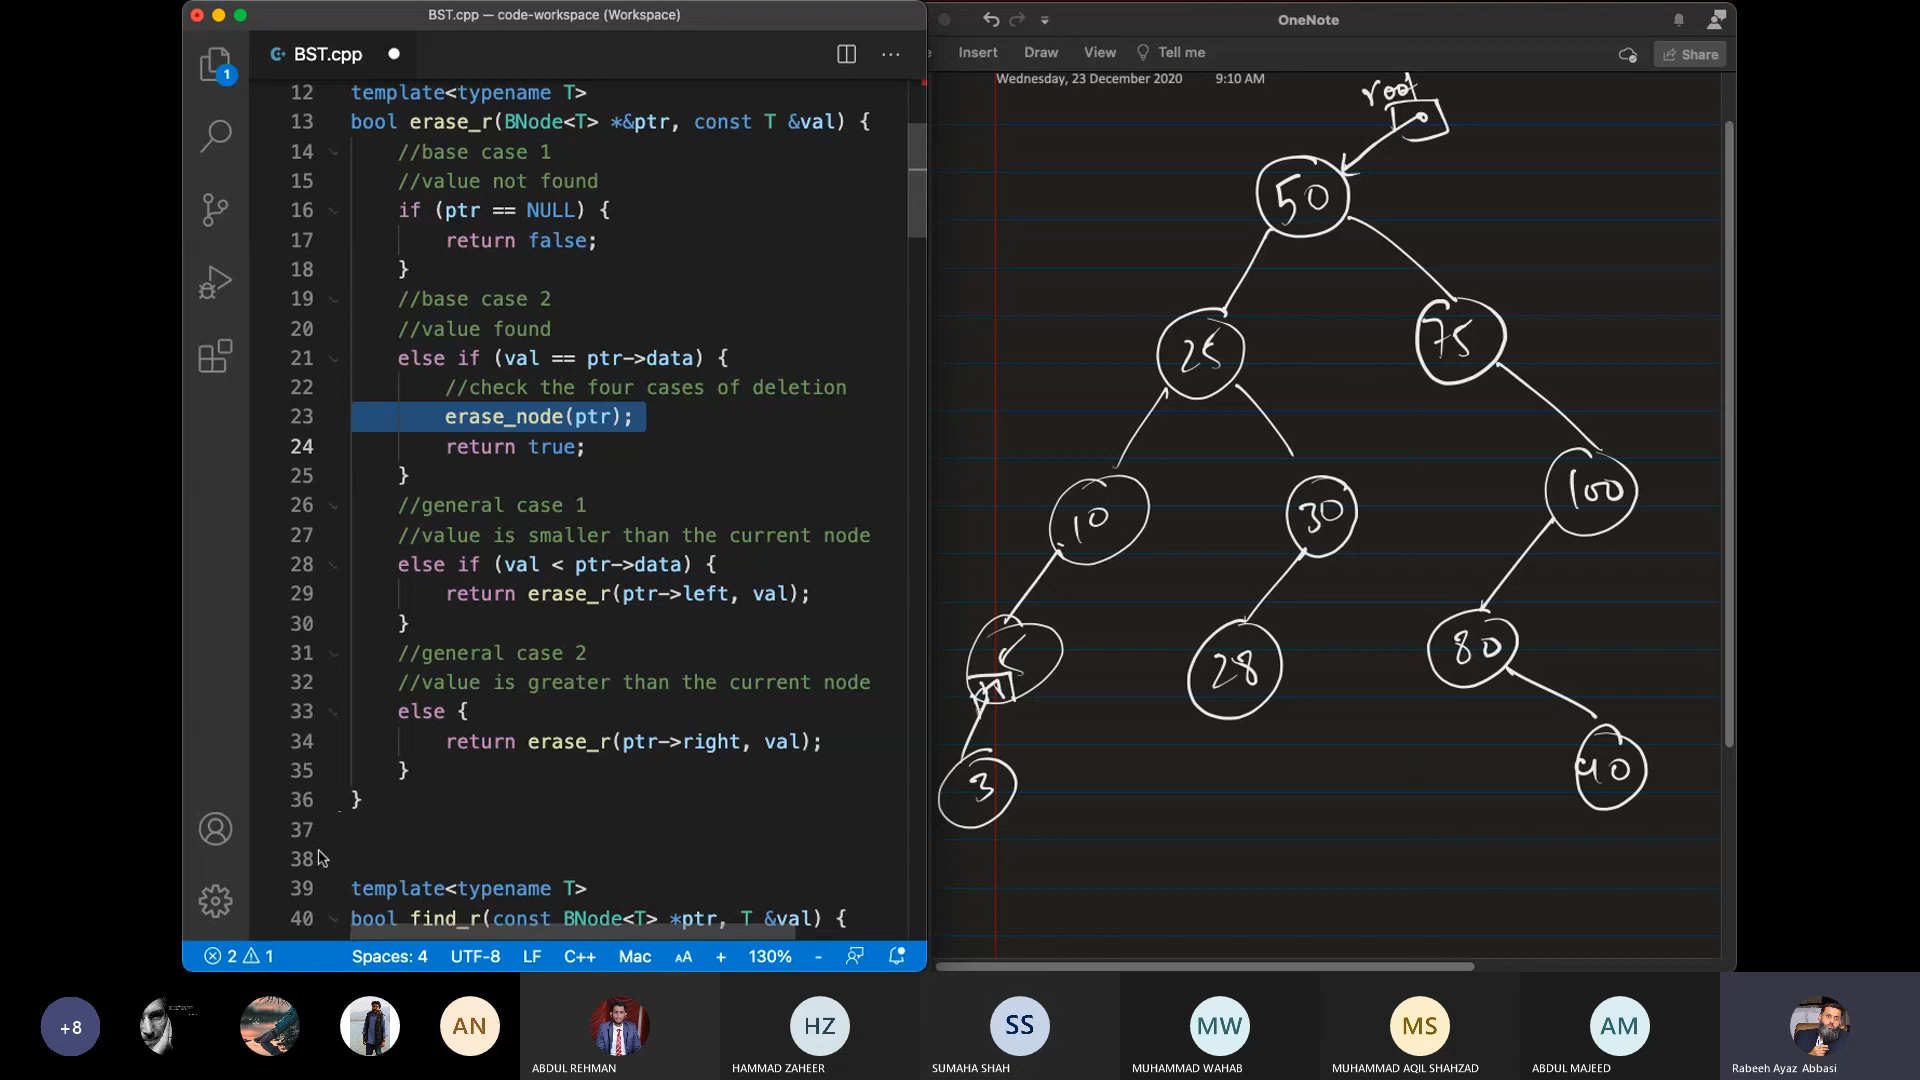 BST.cpp — code-workspace (Workspace)
BST.cpp
1
12 template<typename T>
13 bool erase_r(BNode<T> *&ptr, const T &val) {
14 //base case 1
15 //value not found
16 if (ptr == NULL) {
17 return false;
18 }
19 //base case 2
20 //value found
21 else if (val == ptr->data) {
22 //check the four cases of deletion
23 erase_node(ptr);
24 return true;
25 }
26 //general case 1
27 //value is smaller than the current node
28 else if (val < ptr->data) {
29 return erase_r(ptr->left, val);
30 }
31 //general case 2
32 //value is greater than the current node
33 else {
34 return erase_r(ptr->right, val);
35 }
36 }
37
38
39 template<typename T>
40 bool find_r(const BNode<T> *ptr, T &val) {
2 1 Spaces: 4 UTF-8 LF C++ Mac AA + 130% -
OneNote
Insert Draw View Tell me Share
Wednesday, 23 December 2020 9:10 AM
root
50
25 75
10 30 100
28 80
3 90
+8 AN HZ SS MW MS AM
ABDUL REHMAN HAMMAD ZAHEER SUMAHA SHAH MUHAMMAD WAHAB MUHAMMAD AQIL SHAHZAD ABDUL MAJEED Rabeeh Ayaz Abbasi